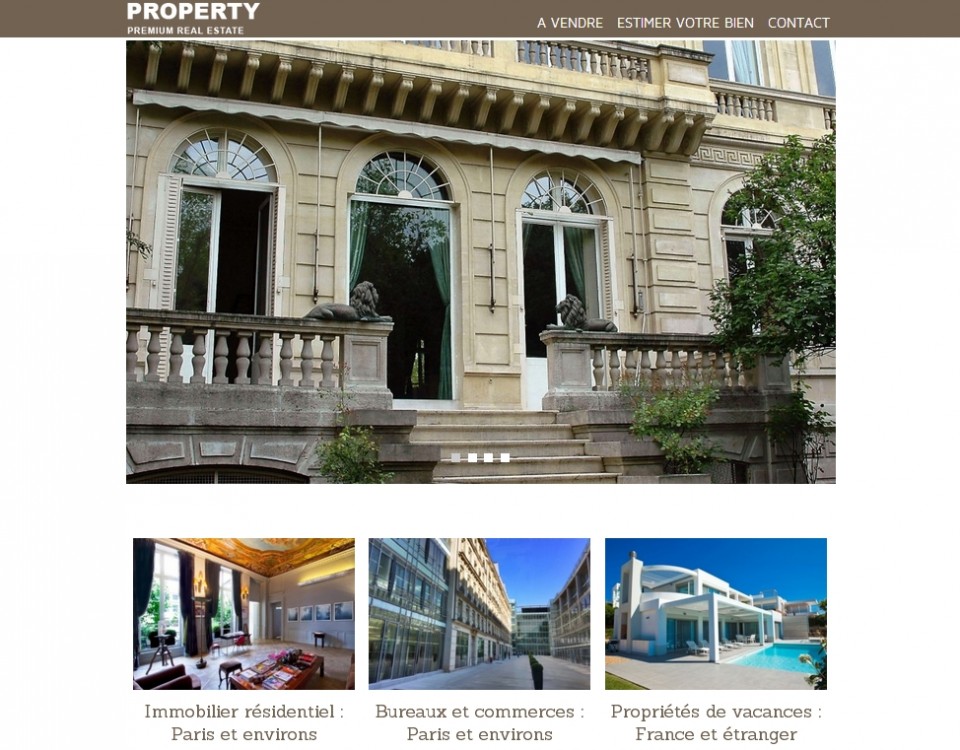 PROPERTY
PREMIUM REAL ESTATE
A VENDRE ESTIMER VOTRE BIEN CONTACT
Immobilier résidentiel :
Paris et environs
Bureaux et commerces :
Paris et environs
Propriétés de vacances :
France et étranger